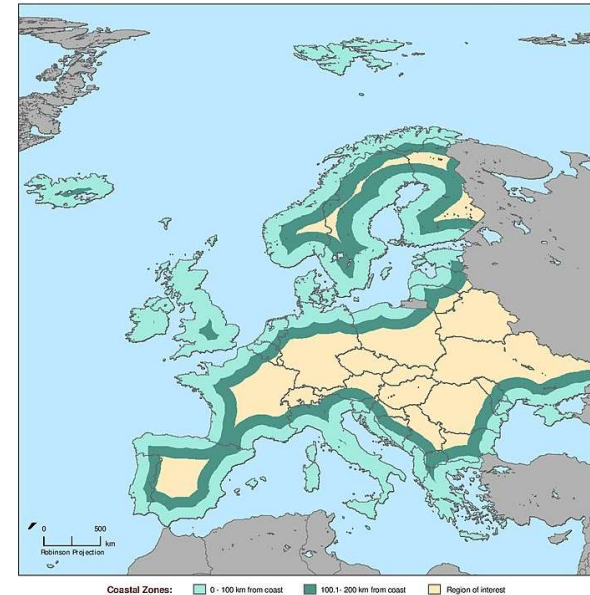 0 500
km
Robinson Projection
Coastal Zones: 0 - 100 km from coast 100.1- 200 km from coast Region of interest